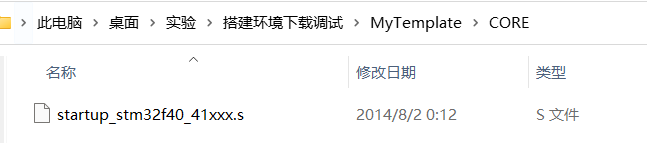 此电脑 > 桌面 > 实验 > 搭建环境下载调试 > MyTemplate > CORE
名称 修改日期 类型
startup_stm32f40_41xxx.s 2014/8/2 0:12 S 文件